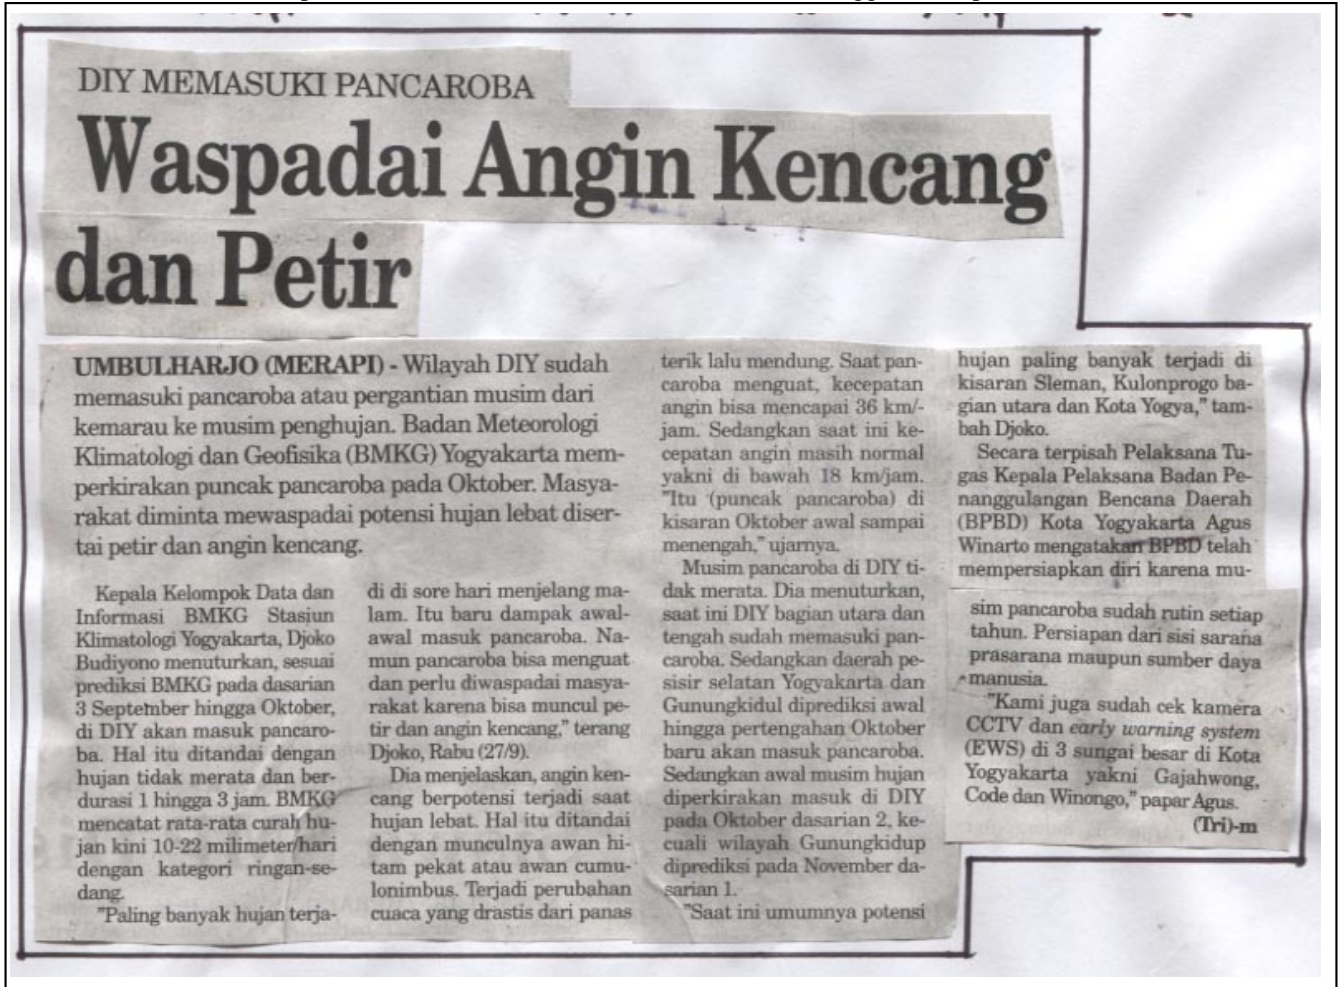 DIY MEMASUKI PANCAROBA
Waspadai Angin Kencang
dan Petir
UMBULHARJO (MERAPI) - Wilayah DIY sudah
memasuki pancaroba atau pergantian musim dari
kemarau ke musim penghujan. Badan Meteorologi
Klimatologi dan Geofisika (BMKG) Yogyakarta mem-
perkirakan puncak pancaroba pada Oktober. Masya-
rakat diminta mewaspadai potensi hujan lebat diser-
tai petir dan angin kencang.
Kepala Kelompok Data dan
Informasi BMKG Stasiun
Klimatologi Yogyakarta, Djoko
Budiyono menuturkan, sesuai
prediksi BMKG pada dasarian
3 September hingga Oktober,
di DIY akan masuk pancaro-
ba. Hal itu ditandai dengan
hujan tidak merata dan ber-
durasi 1 hingga 3 jam. BMKG
mencatat rata-rata curah hu-
jan kini 10-22 milimeter/hari
dengan kategori ringan-se-
dang.
"Paling banyak hujan terja-
di di sore hari menjelang ma-
lam. Itu baru dampak awal-
awal masuk pancaroba. Na-
mun pancaroba bisa menguat
dan perlu diwaspadai masya-
rakat karena bisa muncul pe-
tir dan angin kencang," terang
Djoko, Rabu (27/9).
Dia menjelaskan, angin ken-
cang berpotensi terjadi saat
hujan lebat. Hal itu ditandai
dengan munculnya awan hi-
tam pekat atau awan cumu-
lonimbus. Terjadi perubahan
cuaca yang drastis dari panas
terik lalu mendung. Saat pan-
caroba menguat, kecepatan
angin bisa mencapai 36 km/-
jam. Sedangkan saat ini ke-
cepatan angin masih normal
yakni di bawah 18 km/jam.
"Itu (puncak pancaroba) di
kisaran Oktober awal sampai
menengah," ujarnya.
Musim pancaroba di DIY ti-
dak merata. Dia menuturkan,
saat ini DIY bagian utara dan
tengah sudah memasuki pan-
caroba. Sedangkan daerah pe-
sisir selatan Yogyakarta dan
Gunungkidul diprediksi awal
hingga pertengahan Oktober
baru akan masuk pancaroba.
Sedangkan awal musim hujan
diperkirakan masuk di DIY
pada Oktober dasarian 2, ke-
cuali wilayah Gunungkidup
diprediksi pada November da-
sarian 1.
"Saat ini umumnya potensi
hujan paling banyak terjadi di
kisaran Sleman, Kulonprogo ba-
gian utara dan Kota Yogya," tam-
bah Djoko.
Secara terpisah Pelaksana Tu-
gas Kepala Pelaksana Badan Pe-
nanggulangan Bencana Daerah
(BPBD) Kota Yogyakarta Agus
Winarto mengatakan BPBD telah
mempersiapkan diri karena mu-
sim pancaroba sudah rutin setiap
tahun. Persiapan dari sisi sarana
prasarana maupun sumber daya
manusia.
"Kami juga sudah cek kamera
CCTV dan early warning system
(EWS) di 3 sungai besar di Kota
Yogyakarta yakni Gajahwong,
Code dan Winongo," papar Agus.
(Tri)-m